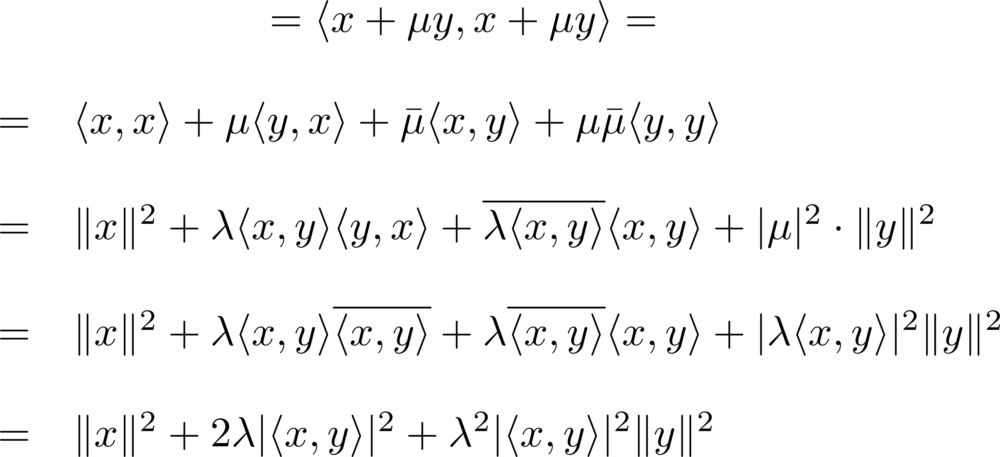 = ⟨x + μy, x + μy⟩ =
= ⟨x, x⟩ + μ⟨y, x⟩ + μ̄⟨x, y⟩ + μμ̄⟨y, y⟩
= ‖x‖² + λ⟨x, y⟩⟨y, x⟩ + \overline{λ⟨x, y⟩}⟨x, y⟩ + |μ|² · ‖y‖²
= ‖x‖² + λ⟨x, y⟩\overline{⟨x, y⟩} + λ\overline{⟨x, y⟩}⟨x, y⟩ + |λ⟨x, y⟩|²‖y‖²
= ‖x‖² + 2λ|⟨x, y⟩|² + λ²|⟨x, y⟩|²‖y‖²